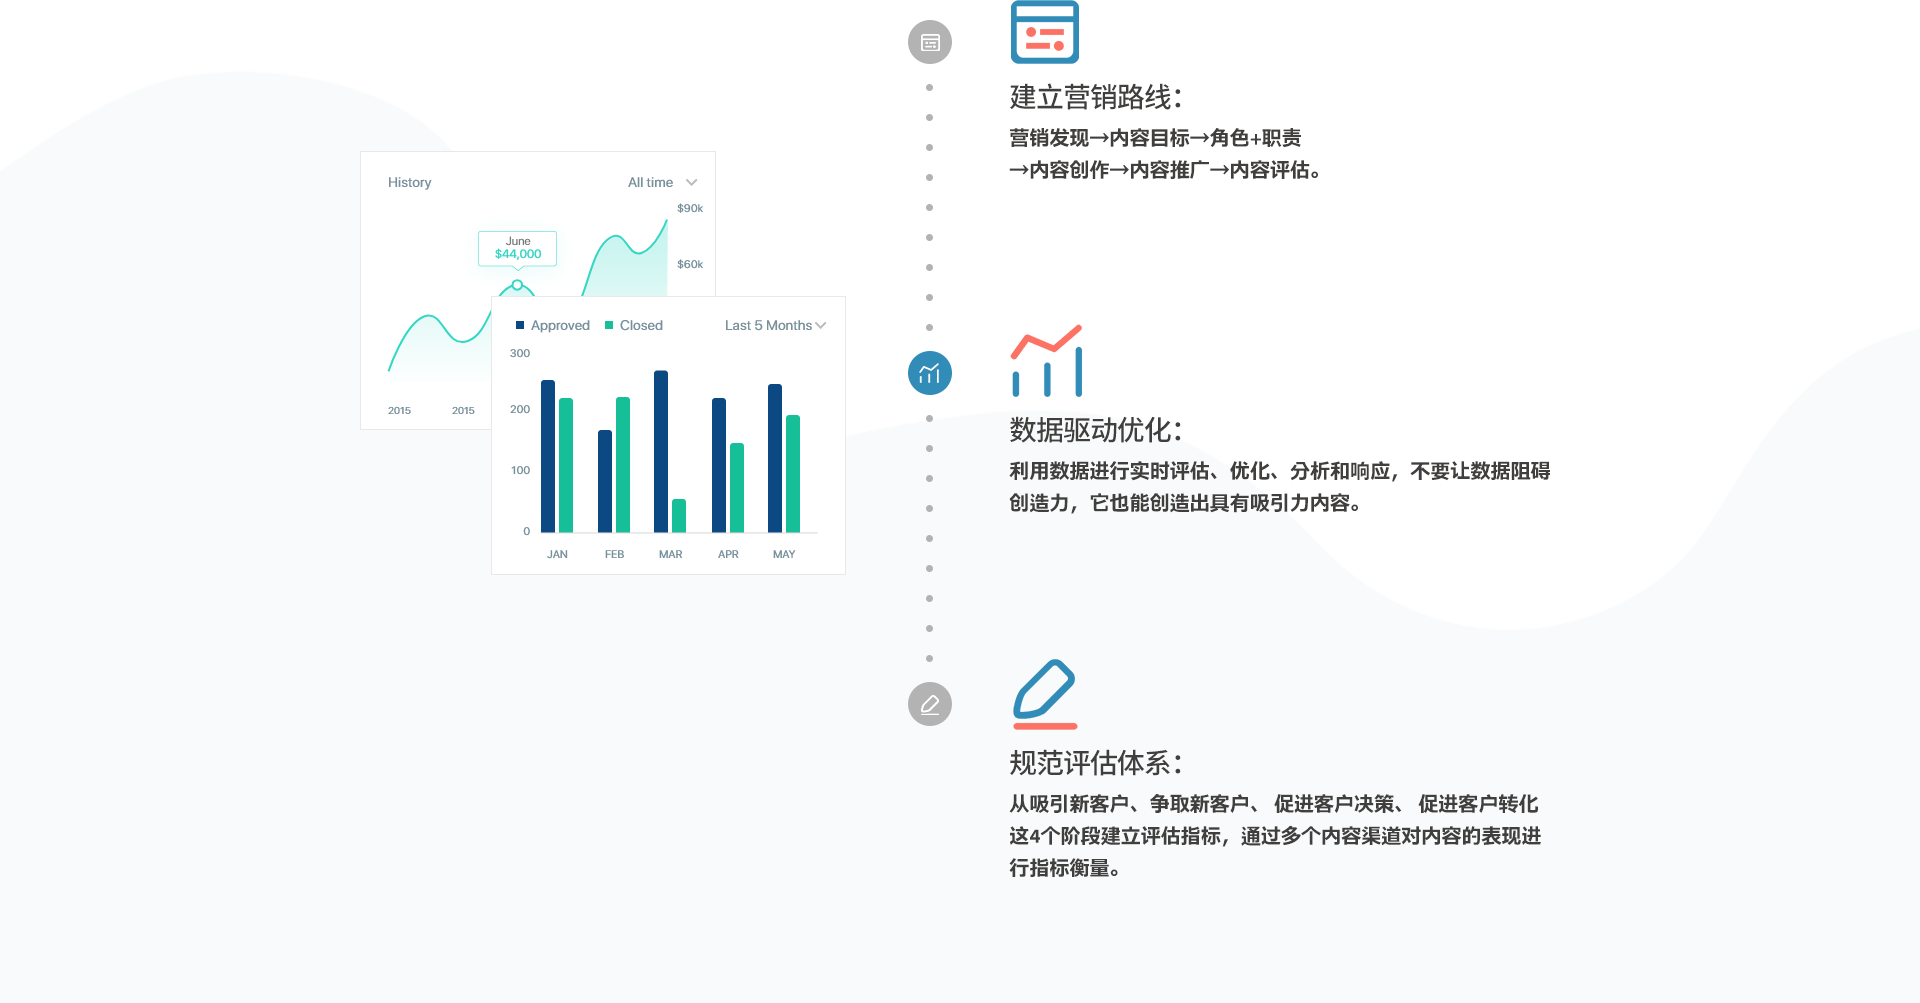 History
All time
$90k
June
$44,000
$60k
2015
2015
Approved
Closed
Last 5 Months
300
200
100
0
JAN
FEB
MAR
APR
MAY
建立营销路线：
营销发现→内容目标→角色+职责
→内容创作→内容推广→内容评估。
数据驱动优化：
利用数据进行实时评估、优化、分析和响应，不要让数据阻碍
创造力，它也能创造出具有吸引力内容。
规范评估体系：
从吸引新客户、争取新客户、 促进客户决策、 促进客户转化
这4个阶段建立评估指标，通过多个内容渠道对内容的表现进
行指标衡量。